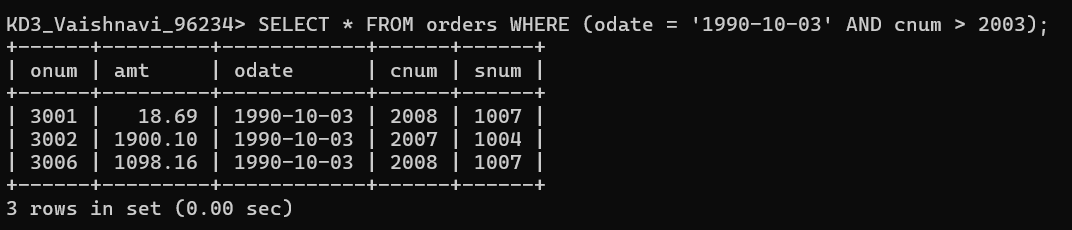 KD3_Vaishnavi_96234> SELECT * FROM orders WHERE (odate = '1990-10-03' AND cnum > 2003);
+------+---------+------------+------+------+
| onum | amt     | odate      | cnum | snum |
+------+---------+------------+------+------+
| 3001 |   18.69 | 1990-10-03 | 2008 | 1007 |
| 3002 | 1900.10 | 1990-10-03 | 2007 | 1004 |
| 3006 | 1098.16 | 1990-10-03 | 2008 | 1007 |
+------+---------+------------+------+------+
3 rows in set (0.00 sec)